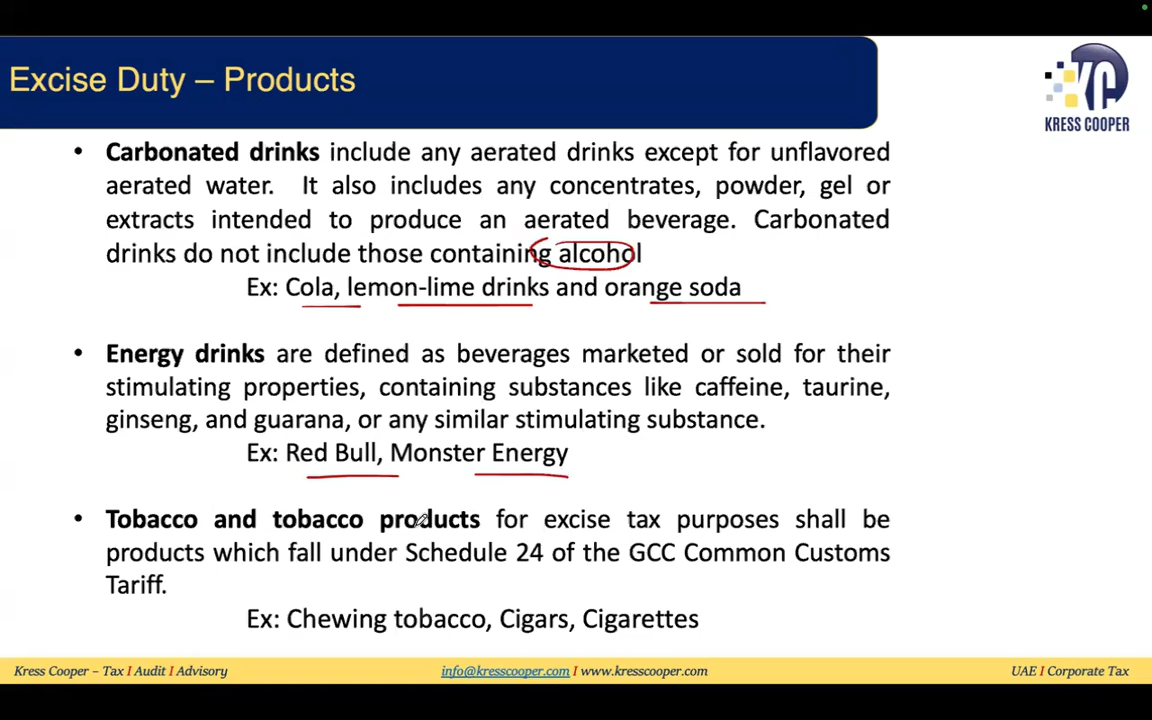 Excise Duty – Products
KC
KRESS COOPER
• Carbonated drinks include any aerated drinks except for unflavored
aerated water. It also includes any concentrates, powder, gel or
extracts intended to produce an aerated beverage. Carbonated
drinks do not include those containing alcohol
Ex: Cola, lemon-lime drinks and orange soda
• Energy drinks are defined as beverages marketed or sold for their
stimulating properties, containing substances like caffeine, taurine,
ginseng, and guarana, or any similar stimulating substance.
Ex: Red Bull, Monster Energy
• Tobacco and tobacco products for excise tax purposes shall be
products which fall under Schedule 24 of the GCC Common Customs
Tariff.
Ex: Chewing tobacco, Cigars, Cigarettes
Kress Cooper – Tax I Audit I Advisory
info@kresscooper.com I www.kresscooper.com
UAE I Corporate Tax